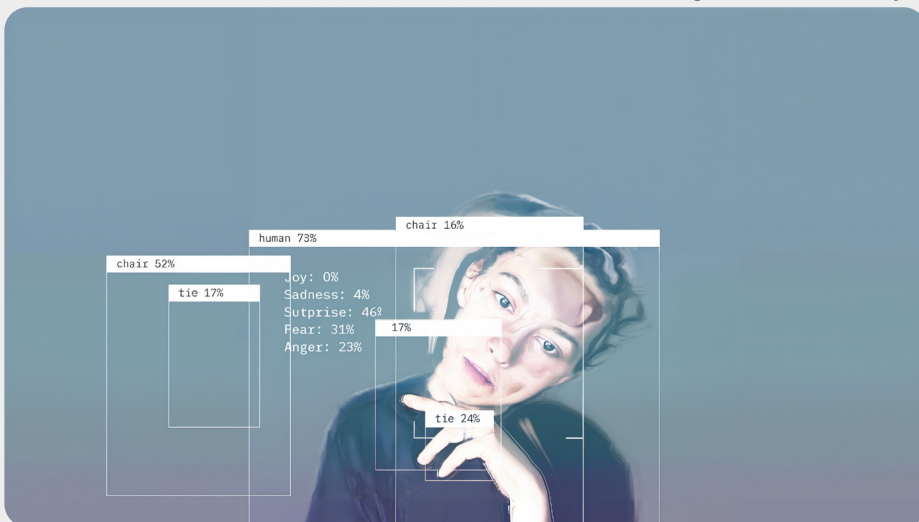 chair 16%
human 73%
chair 52%
Joy: 0%
tie 17%
Sadness: 4%
Sutprise: 46%
Fear: 31%
17%
Anger: 23%
tie 24%